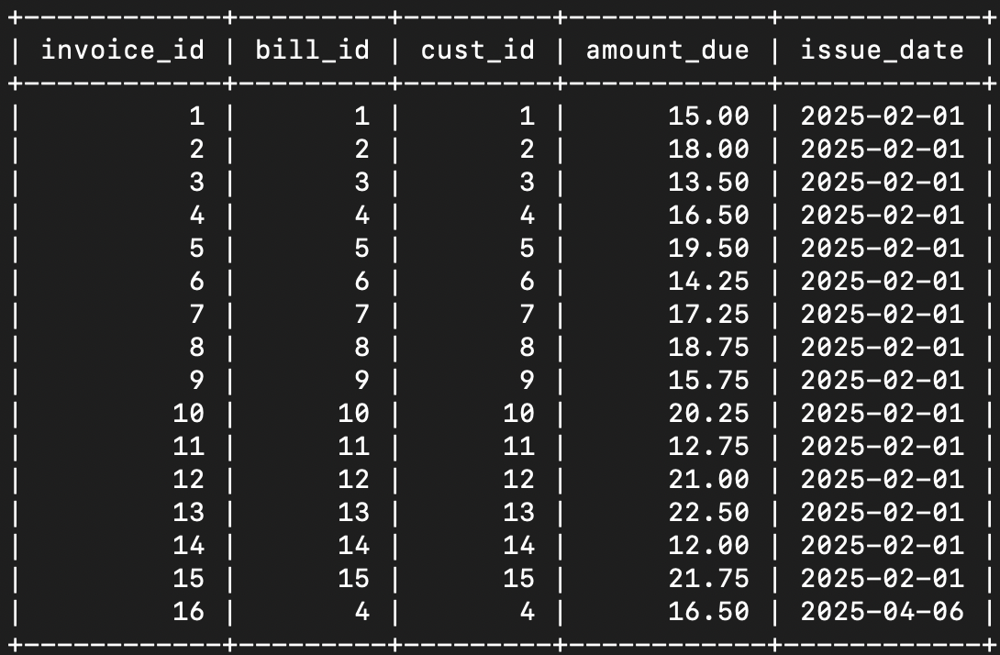 +------------+---------+---------+------------+------------+
| invoice_id | bill_id | cust_id | amount_due | issue_date |
+------------+---------+---------+------------+------------+
|          1 |       1 |       1 |      15.00 | 2025-02-01 |
|          2 |       2 |       2 |      18.00 | 2025-02-01 |
|          3 |       3 |       3 |      13.50 | 2025-02-01 |
|          4 |       4 |       4 |      16.50 | 2025-02-01 |
|          5 |       5 |       5 |      19.50 | 2025-02-01 |
|          6 |       6 |       6 |      14.25 | 2025-02-01 |
|          7 |       7 |       7 |      17.25 | 2025-02-01 |
|          8 |       8 |       8 |      18.75 | 2025-02-01 |
|          9 |       9 |       9 |      15.75 | 2025-02-01 |
|         10 |      10 |      10 |      20.25 | 2025-02-01 |
|         11 |      11 |      11 |      12.75 | 2025-02-01 |
|         12 |      12 |      12 |      21.00 | 2025-02-01 |
|         13 |      13 |      13 |      22.50 | 2025-02-01 |
|         14 |      14 |      14 |      12.00 | 2025-02-01 |
|         15 |      15 |      15 |      21.75 | 2025-02-01 |
|         16 |       4 |       4 |      16.50 | 2025-04-06 |
+------------+---------+---------+------------+------------+